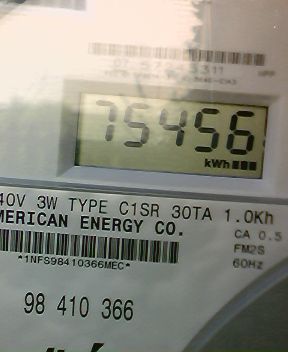 75456
kWh
40V 3W TYPE C1SR 30TA 1.0Kh
MERICAN ENERGY CO.
CA 0.5
FM2S
60Hz
*1NFS98410366MEC*
98 410 366